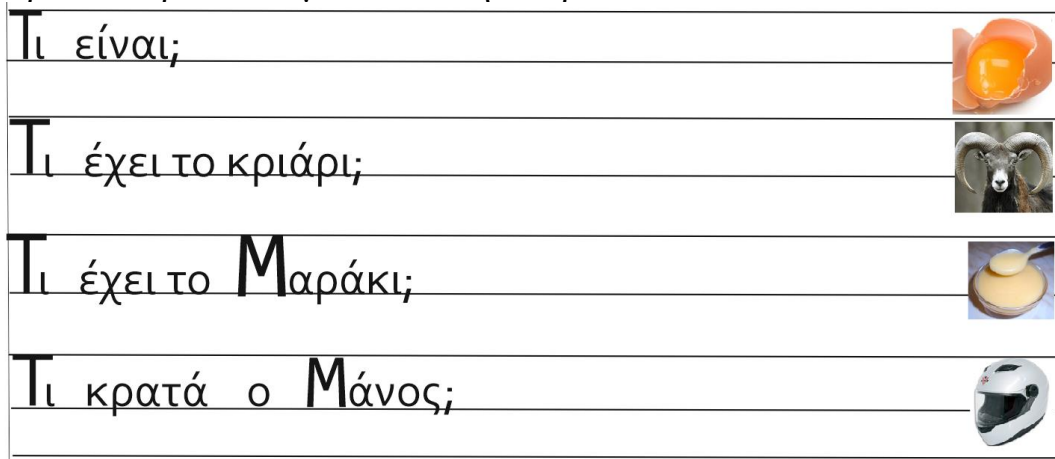 Τι είναι;
Τι έχει το κριάρι;
Τι έχει το Μαράκι;
Τι κρατά ο Μάνος;